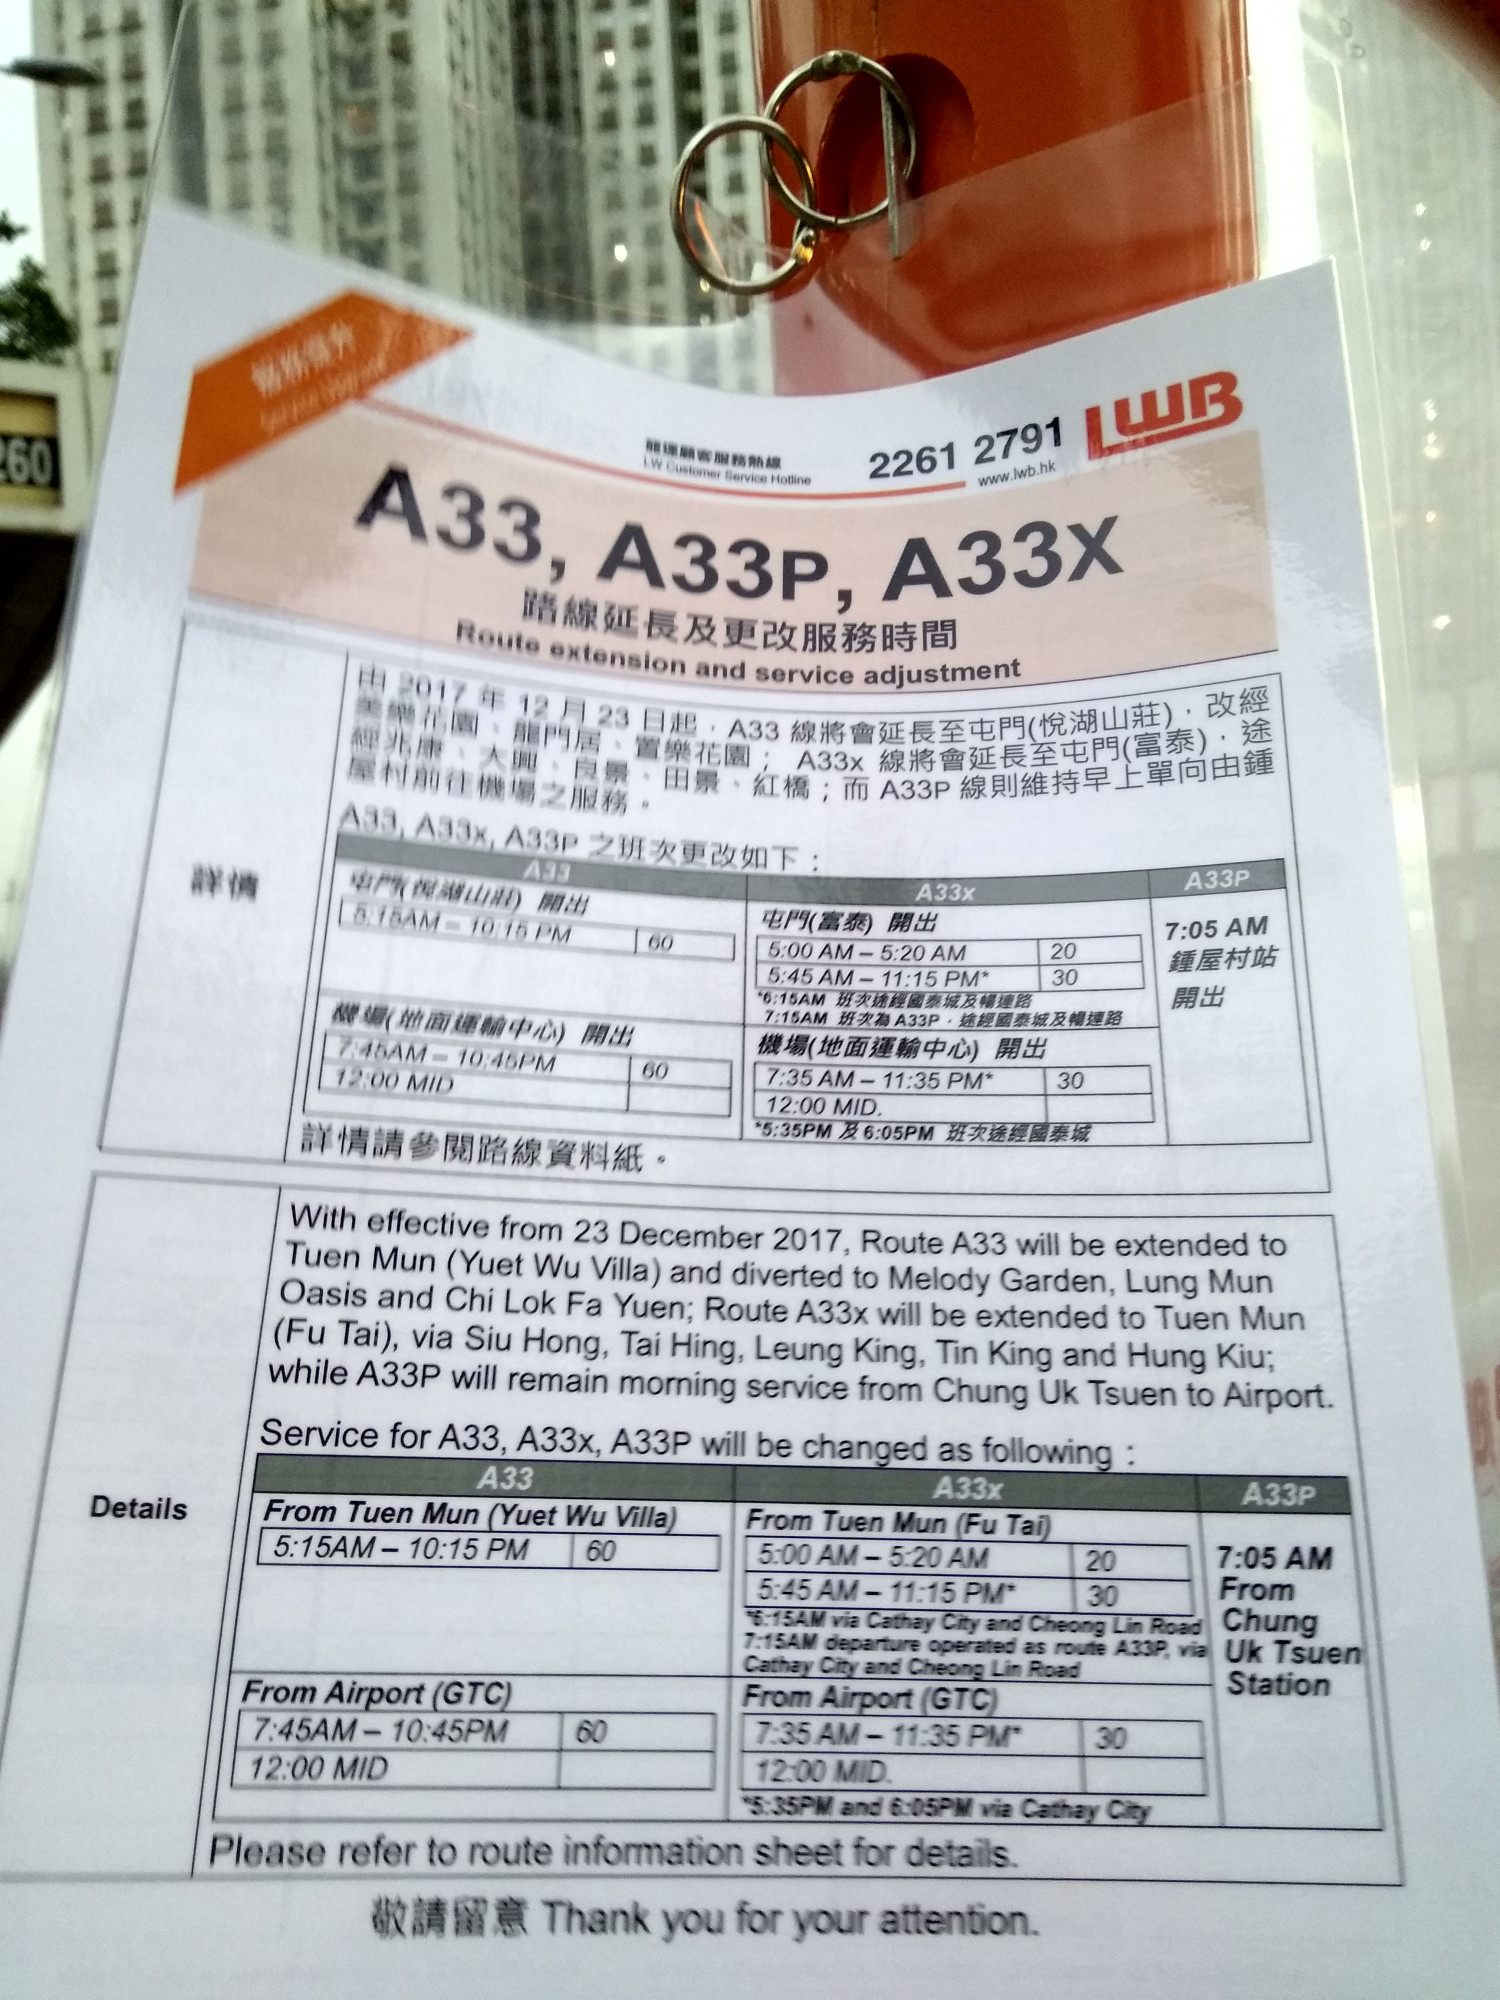 服務提升
Service Upgrade
260
龍運顧客服務熱線
LW Customer Service Hotline
2261 2791
www.lwb.hk
LWB
A33, A33P, A33X
路線延長及更改服務時間
Route extension and service adjustment
詳情
由 2017 年 12 月 23 日起，A33 線將會延長至屯門(悅湖山莊)，改經
美樂花園、龍門居、置樂花園； A33x 線將會延長至屯門(富泰)，途
經兆康、大興、良景、田景、紅橋；而 A33P 線則維持早上單向由鍾
屋村前往機場之服務。
A33, A33x, A33P 之班次更改如下：
A33
A33x
A33P
屯門(悅湖山莊) 開出
5:15AM – 10:15 PM 60
屯門(富泰) 開出
5:00 AM – 5:20 AM 20
5:45 AM – 11:15 PM* 30
*6:15AM 班次途經國泰城及暢連路
7:15AM 班次為 A33P，途經國泰城及暢連路
7:05 AM
鍾屋村站
開出
機場(地面運輸中心) 開出
7:45AM – 10:45PM 60
12:00 MID
機場(地面運輸中心) 開出
7:35 AM – 11:35 PM* 30
12:00 MID.
*5:35PM 及 6:05PM 班次途經國泰城
詳情請參閱路線資料紙。
Details
With effective from 23 December 2017, Route A33 will be extended to
Tuen Mun (Yuet Wu Villa) and diverted to Melody Garden, Lung Mun
Oasis and Chi Lok Fa Yuen; Route A33x will be extended to Tuen Mun
(Fu Tai), via Siu Hong, Tai Hing, Leung King, Tin King and Hung Kiu;
while A33P will remain morning service from Chung Uk Tsuen to Airport.
Service for A33, A33x, A33P will be changed as following :
A33
A33x
A33P
From Tuen Mun (Yuet Wu Villa)
5:15AM – 10:15 PM 60
From Tuen Mun (Fu Tai)
5:00 AM – 5:20 AM 20
5:45 AM – 11:15 PM* 30
*6:15AM via Cathay City and Cheong Lin Road
7:15AM departure operated as route A33P, via
Cathay City and Cheong Lin Road
7:05 AM
From
Chung
Uk Tsuen
Station
From Airport (GTC)
7:45AM – 10:45PM 60
12:00 MID
From Airport (GTC)
7:35 AM – 11:35 PM* 30
12:00 MID.
*5:35PM and 6:05PM via Cathay City
Please refer to route information sheet for details.
敬請留意 Thank you for your attention.